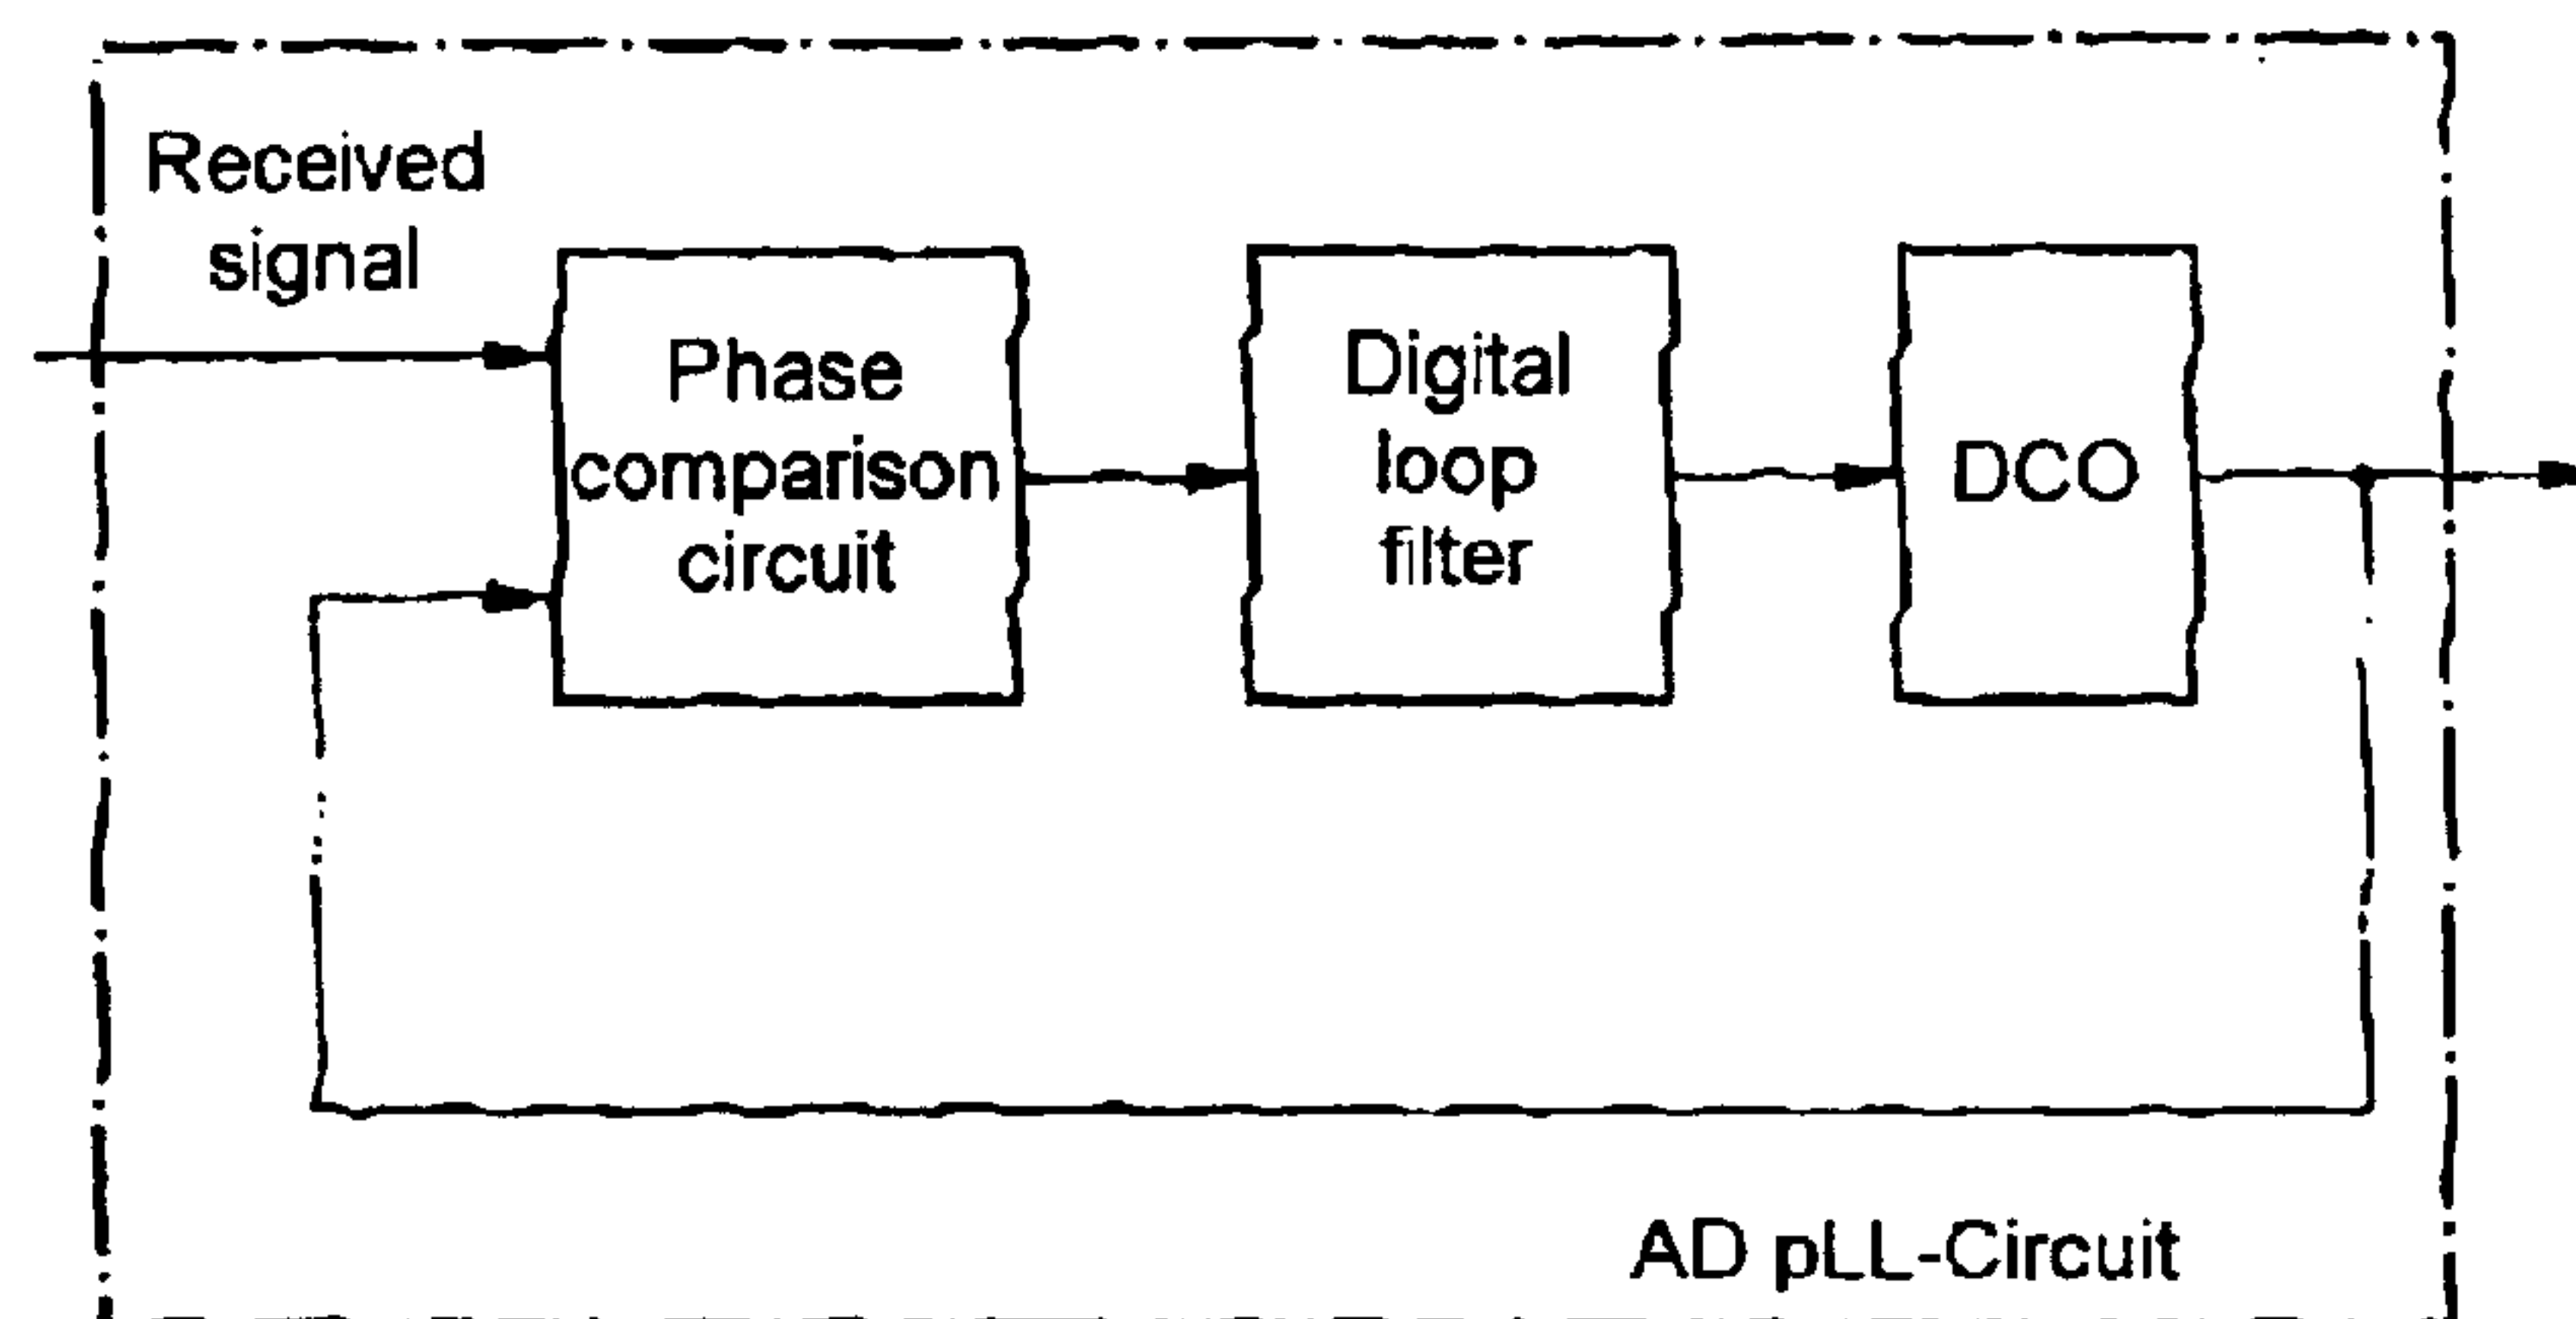 Received
signal
Phase
comparison
circuit
Digital
loop
filter
DCO
AD pLL-Circuit